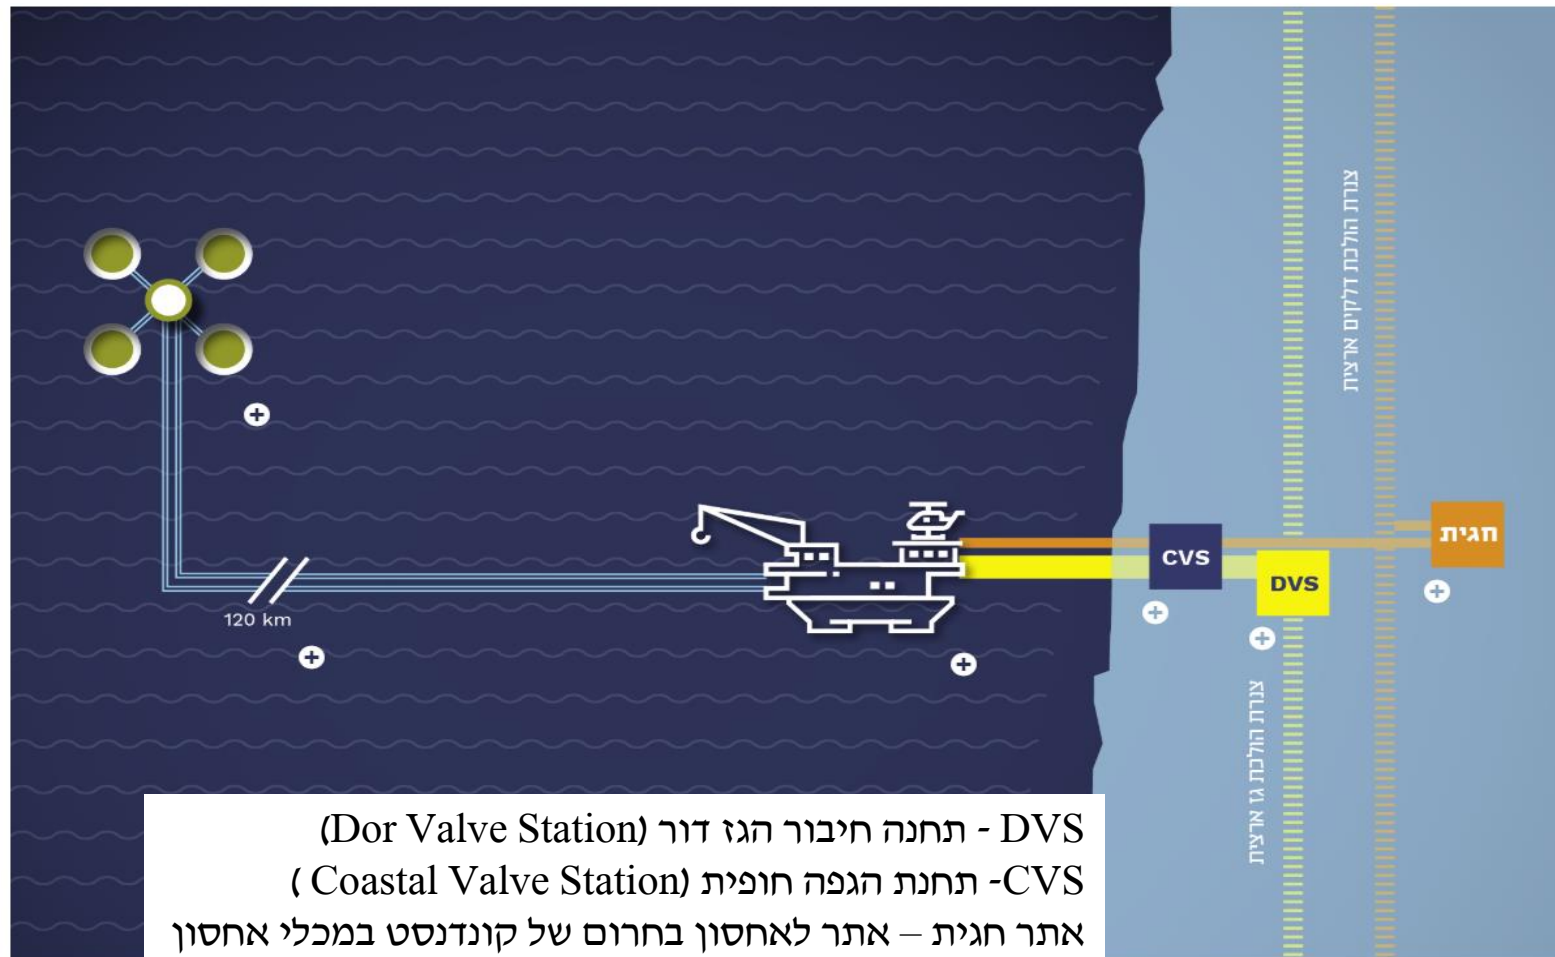 צנרת הולכת דלקים ארצית
חגית
CVS
DVS
120 km
צנרת הולכת גז ארצית
DVS - תחנה חיבור הגז דור (Dor Valve Station)
CVS- תחנת הגפה חופית (Coastal Valve Station )
אתר חגית – אתר לאחסון בחרום של קונדנסט במכלי אחסון